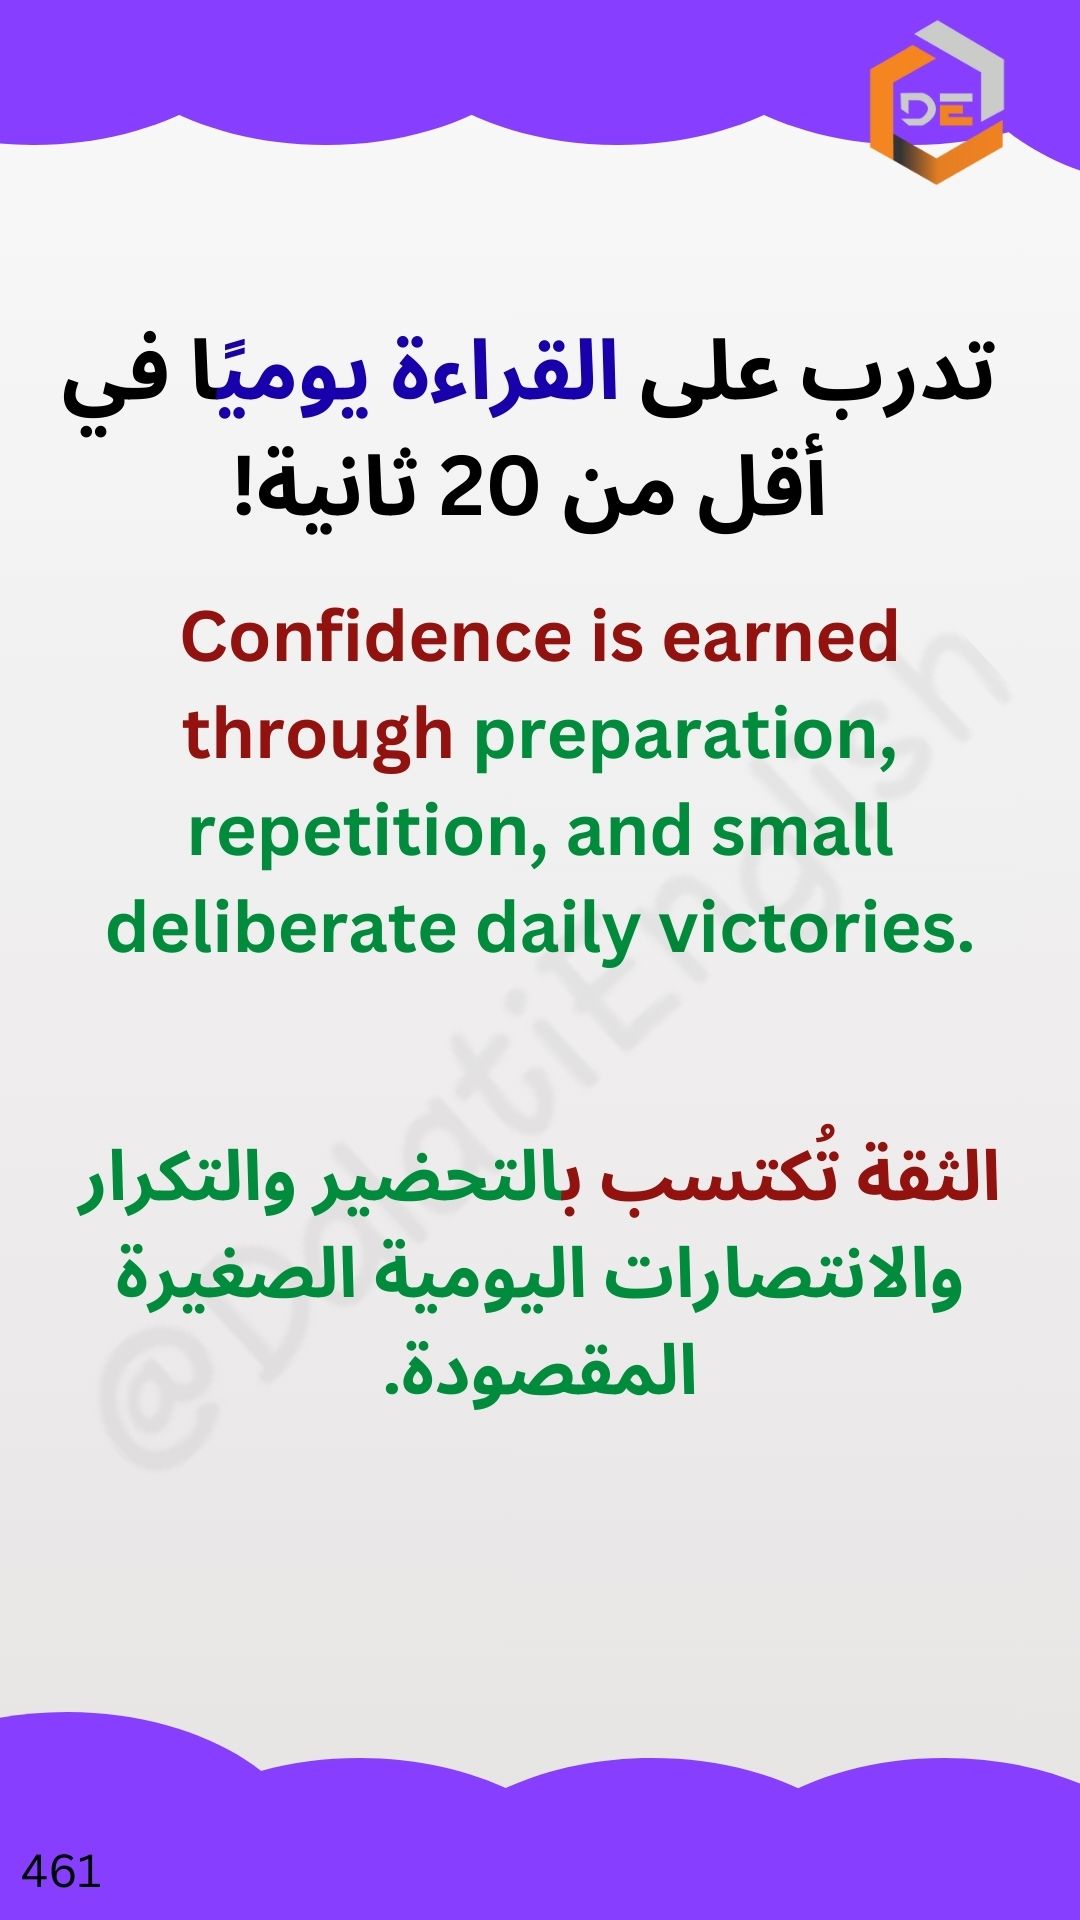 DE
تدرب على القراءة يوميًا في
أقل من 20 ثانية!
Confidence is earned
through preparation,
repetition, and small
deliberate daily victories.
@DalatiEnglish
الثقة تُكتسب بالتحضير والتكرار
والانتصارات اليومية الصغيرة
المقصودة.
461